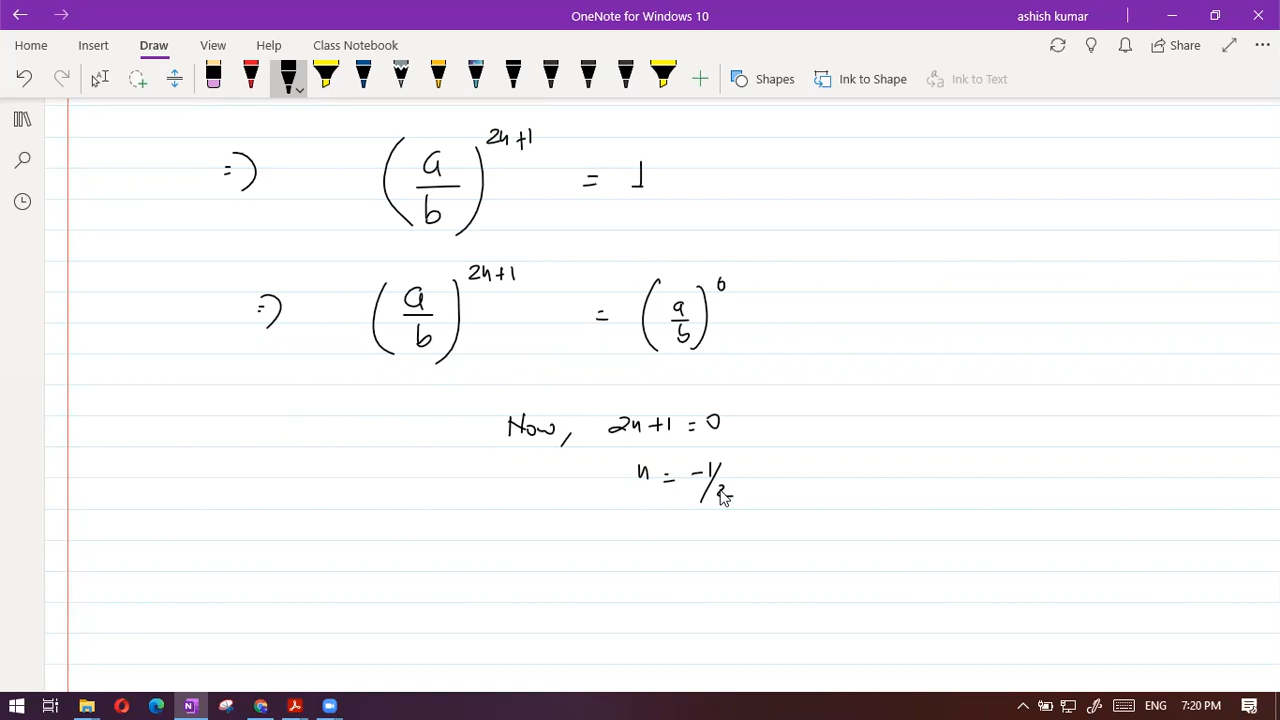 OneNote for Windows 10
ashish kumar
Home Insert Draw View Help Class Notebook
Share
Shapes Ink to Shape Ink to Text
=> (a/b)^(2n+1) = 1
=> (a/b)^(2n+1) = (a/b)^0
Now, 2n+1 = 0
n = -1/2
ENG 7:20 PM